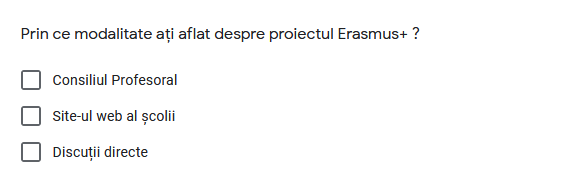 Prin ce modalitate ați aflat despre proiectul Erasmus+ ?
Consiliul Profesoral
Site-ul web al școlii
Discuții directe